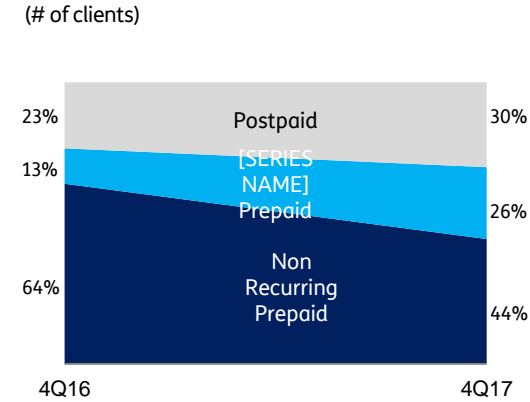 (# of clients)
23%
Postpaid
30%
[SERIES
NAME]
Prepaid
13%
26%
Non
Recurring
Prepaid
64%
44%
4Q16
4Q17